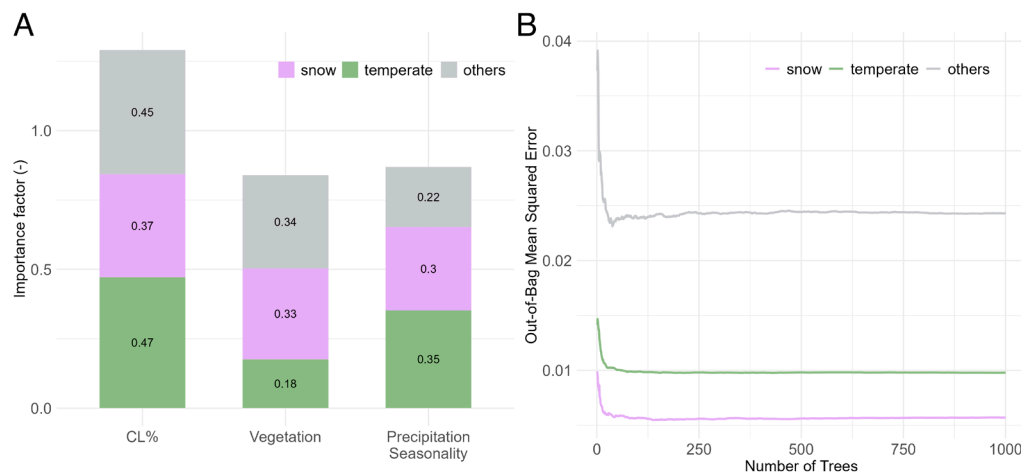 A
snow temperate others
Importance factor (-)
1.0
0.5
0.0
0.45
0.37
0.47
0.34
0.33
0.18
0.22
0.3
0.35
CL%
Vegetation
Precipitation
Seasonality
B
snow temperate others
Out-of-Bag Mean Squared Error
0.04
0.03
0.02
0.01
0 250 500 750 1000
Number of Trees